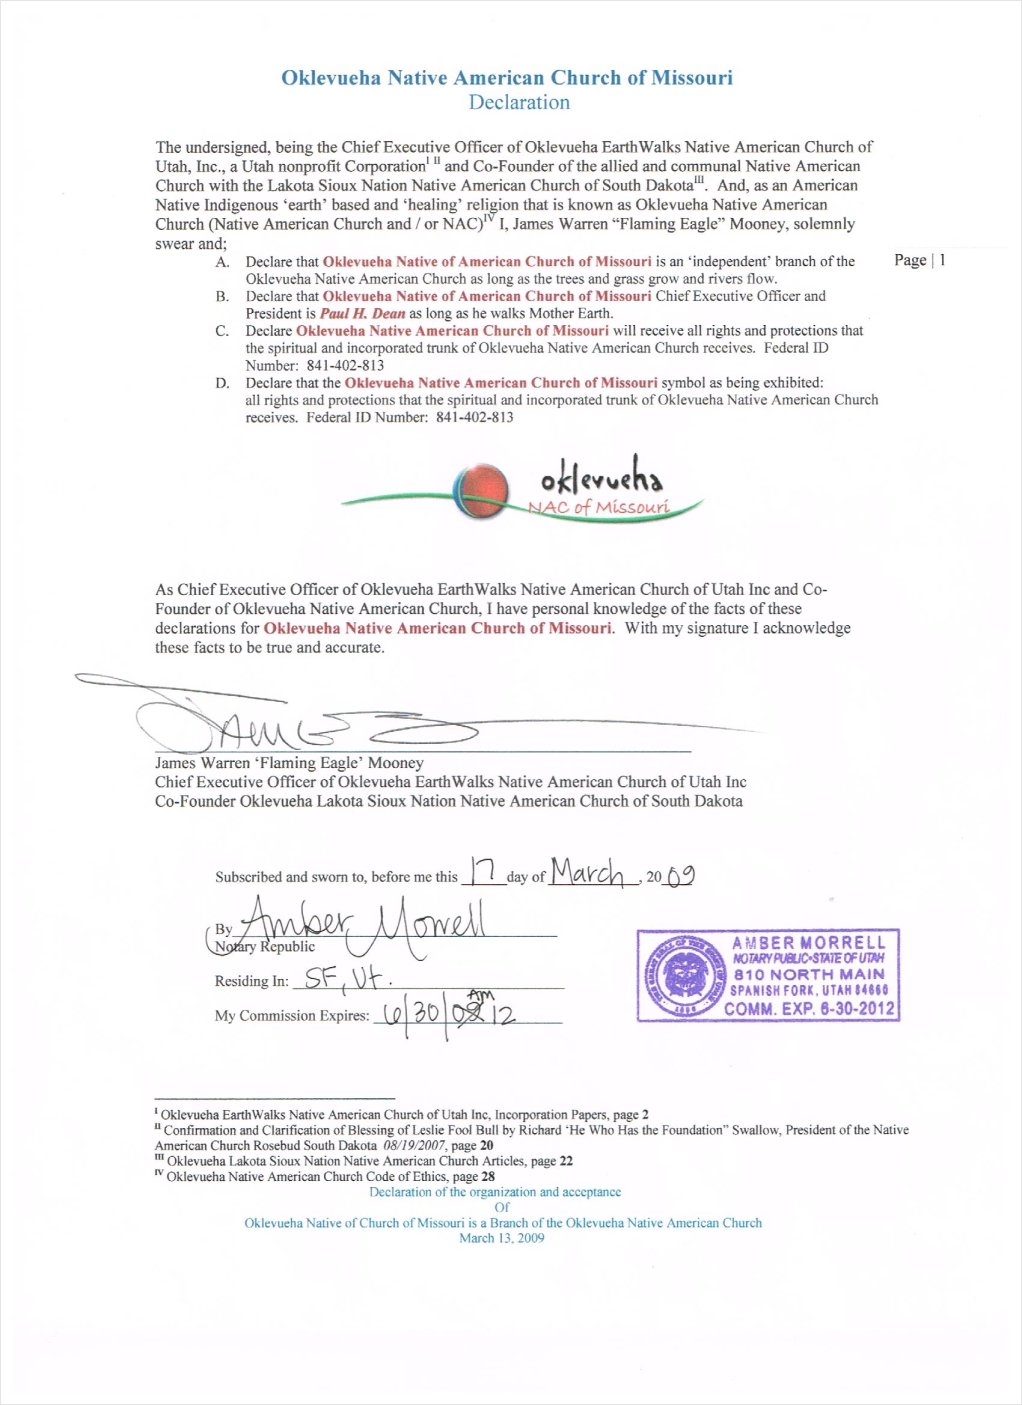 Oklevueha Native American Church of Missouri
Declaration
The undersigned, being the Chief Executive Officer of Oklevueha EarthWalks Native American Church of
Utah, Inc., a Utah nonprofit Corporation^I II and Co-Founder of the allied and communal Native American
Church with the Lakota Sioux Nation Native American Church of South Dakota^III. And, as an American
Native Indigenous ‘earth’ based and ‘healing’ religion that is known as Oklevueha Native American
Church (Native American Church and / or NAC)^IV I, James Warren “Flaming Eagle” Mooney, solemnly
swear and;
A. Declare that Oklevueha Native of American Church of Missouri is an ‘independent’ branch of the
Page | 1
Oklevueha Native American Church as long as the trees and grass grow and rivers flow.
B. Declare that Oklevueha Native of American Church of Missouri Chief Executive Officer and
President is Paul H. Dean as long as he walks Mother Earth.
C. Declare Oklevueha Native American Church of Missouri will receive all rights and protections that
the spiritual and incorporated trunk of Oklevueha Native American Church receives. Federal ID
Number: 841-402-813
D. Declare that the Oklevueha Native American Church of Missouri symbol as being exhibited:
all rights and protections that the spiritual and incorporated trunk of Oklevueha Native American Church
receives. Federal ID Number: 841-402-813
oklevueha
NAC of Missouri
As Chief Executive Officer of Oklevueha EarthWalks Native American Church of Utah Inc and Co-
Founder of Oklevueha Native American Church, I have personal knowledge of the facts of these
declarations for Oklevueha Native American Church of Missouri. With my signature I acknowledge
these facts to be true and accurate.
James Warren ‘Flaming Eagle’ Mooney
Chief Executive Officer of Oklevueha EarthWalks Native American Church of Utah Inc
Co-Founder Oklevueha Lakota Sioux Nation Native American Church of South Dakota
Subscribed and sworn to, before me this 17 day of March, 2009
By Amber Morrell
Notary Republic
Residing In: SF, Ut.
AM
My Commission Expires: 6/30/12
AMBER MORRELL
NOTARY PUBLIC•STATE OF UTAH
810 NORTH MAIN
SPANISH FORK, UTAH 84660
COMM. EXP. 6-30-2012
I Oklevueha EarthWalks Native American Church of Utah Inc, Incorporation Papers, page 2
II Confirmation and Clarification of Blessing of Leslie Fool Bull by Richard ‘He Who Has the Foundation” Swallow, President of the Native
American Church Rosebud South Dakota 08/19/2007, page 20
III Oklevueha Lakota Sioux Nation Native American Church Articles, page 22
IV Oklevueha Native American Church Code of Ethics, page 28
Declaration of the organization and acceptance
Of
Oklevueha Native of Church of Missouri is a Branch of the Oklevueha Native American Church
March 13, 2009